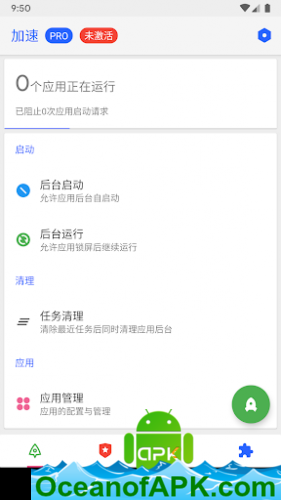 9:50
加速 PRO 未激活
0个应用正在运行
已阻止0次应用启动请求
启动
后台启动
允许应用后台自启动
后台运行
允许应用锁屏后继续运行
清理
任务清理
清除最近任务后同时清理应用后台
应用
应用管理
应用的配置与管理
apk
OceanofAPK.com